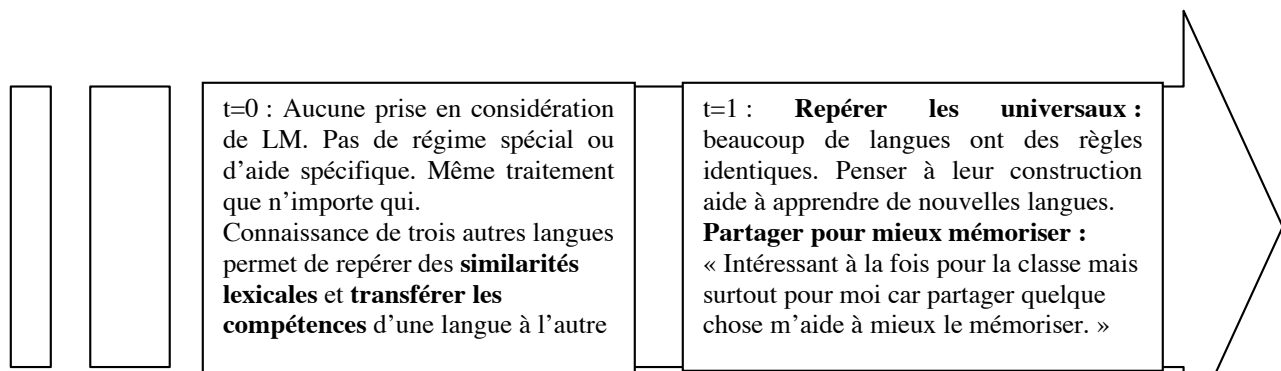 t=0 : Aucune prise en considération
de LM. Pas de régime spécial ou
d’aide spécifique. Même traitement
que n’importe qui.
Connaissance de trois autres langues
permet de repérer des similarités
lexicales et transférer les
compétences d’une langue à l’autre
t=1 : Repérer les universaux :
beaucoup de langues ont des règles
identiques. Penser à leur construction
aide à apprendre de nouvelles langues.
Partager pour mieux mémoriser :
« Intéressant à la fois pour la classe mais
surtout pour moi car partager quelque
chose m’aide à mieux le mémoriser. »